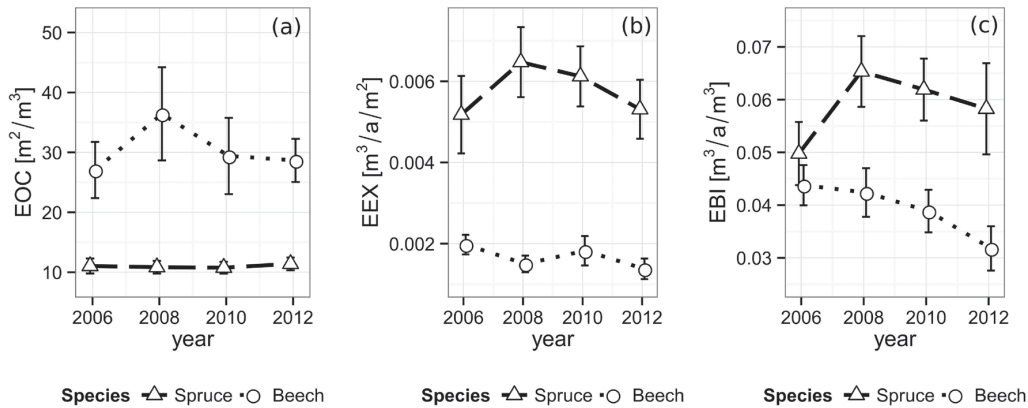 (a)
EOC [m²/m³]
50
40
30
20
10
2006 2008 2010 2012
year
Species Spruce Beech
(b)
EEX [m³/a/m²]
0.006
0.004
0.002
2006 2008 2010 2012
year
Species Spruce Beech
(c)
EBI [m³/a/m³]
0.07
0.06
0.05
0.04
0.03
2006 2008 2010 2012
year
Species Spruce Beech